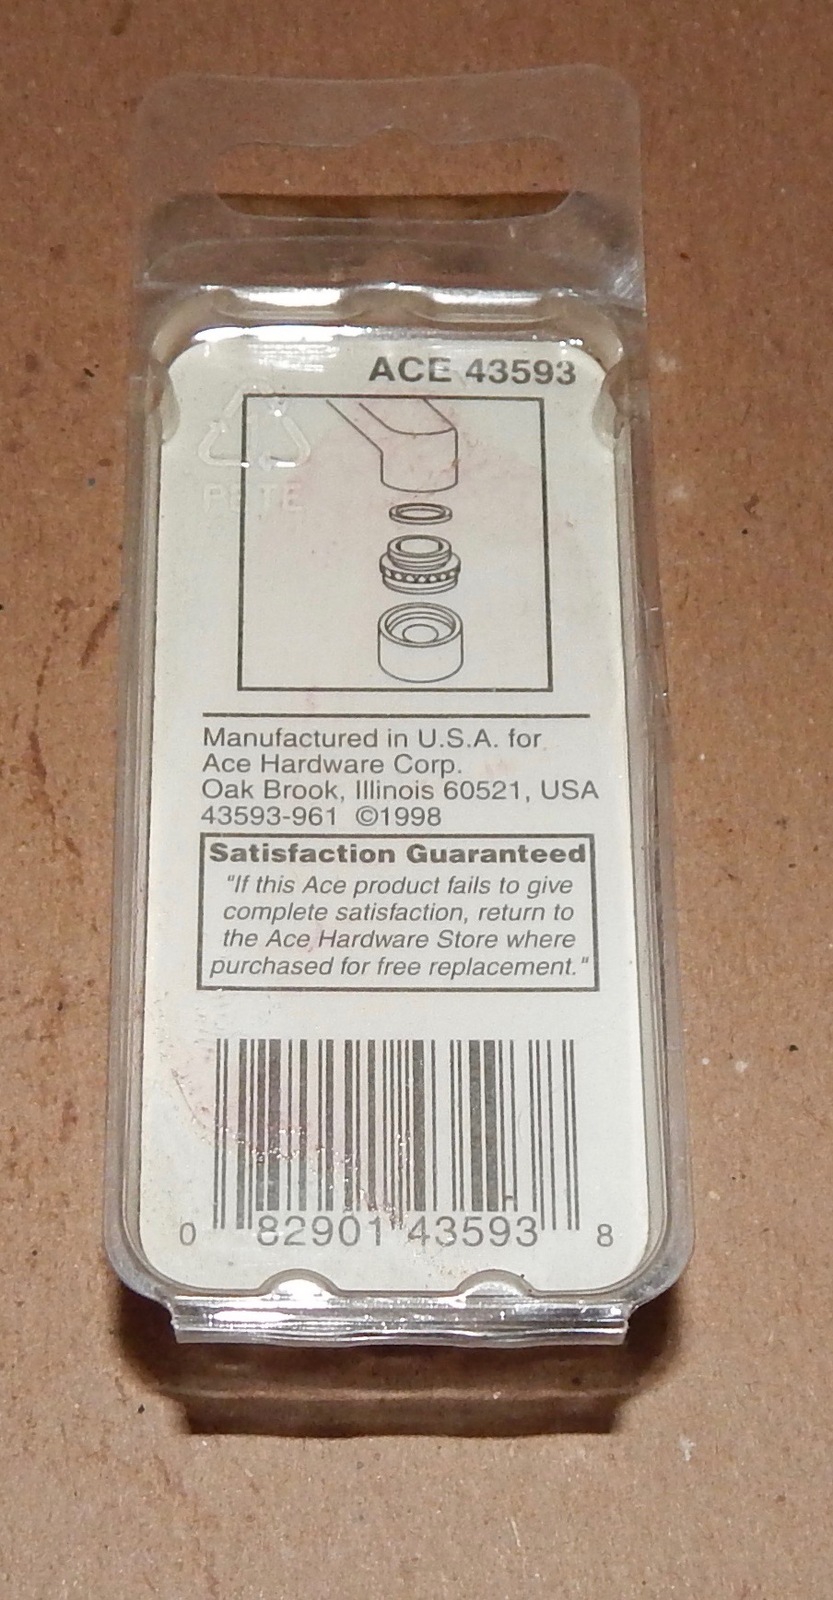 ACE 43593
PETE
Manufactured in U.S.A. for
Ace Hardware Corp.
Oak Brook, Illinois 60521, USA
43593-961 ©1998
Satisfaction Guaranteed
"If this Ace product fails to give
complete satisfaction, return to
the Ace Hardware Store where
purchased for free replacement."
0 82901 43593 8